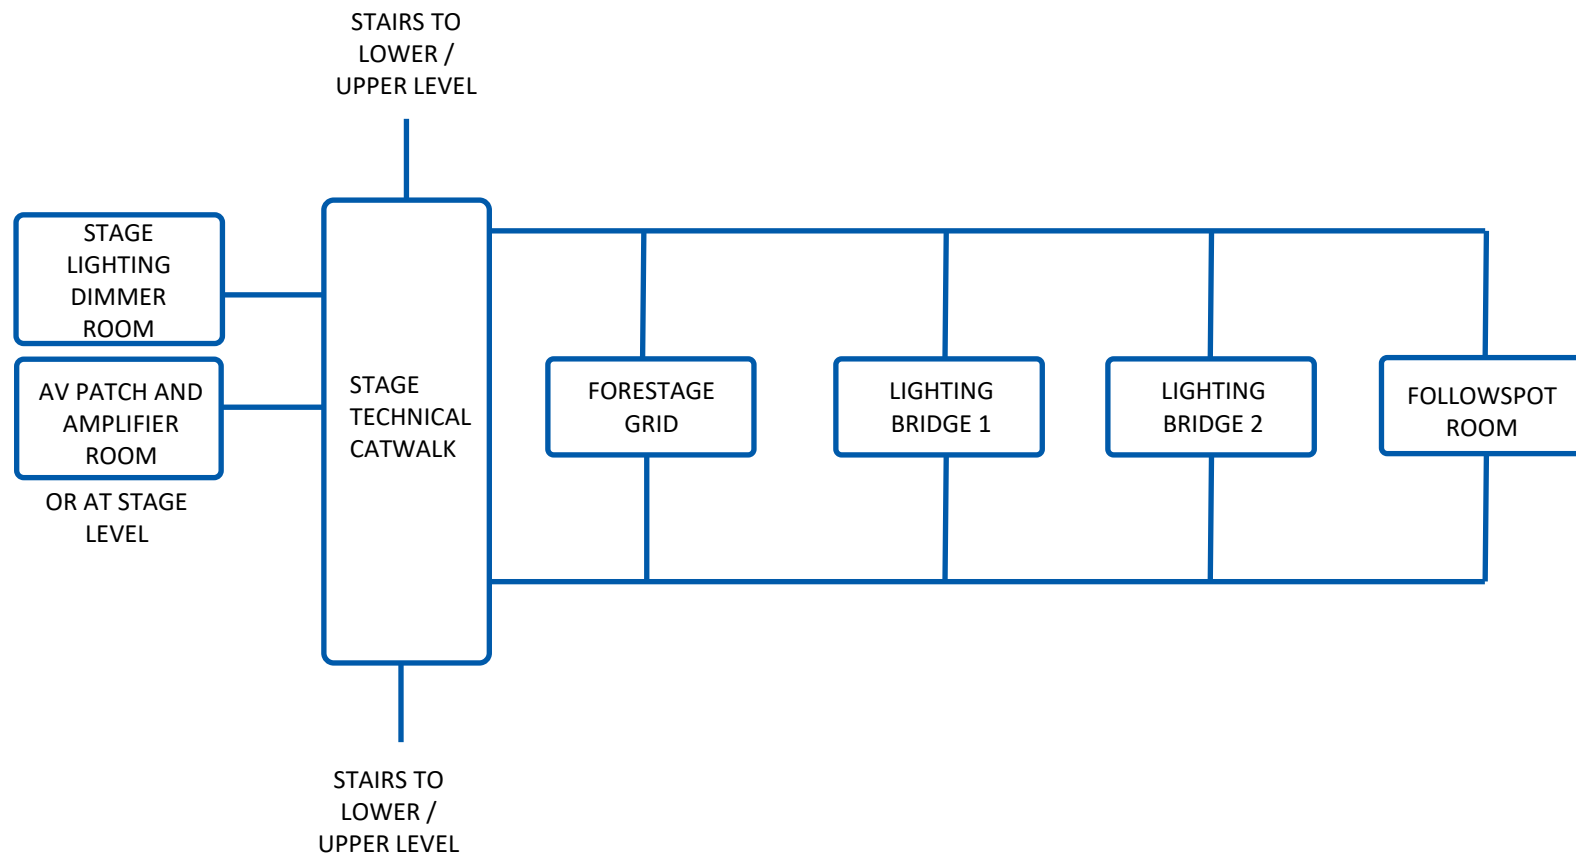 STAIRS TO
LOWER /
UPPER LEVEL
STAGE
LIGHTING
DIMMER
ROOM
AV PATCH AND
AMPLIFIER
ROOM
OR AT STAGE
LEVEL
STAGE
TECHNICAL
CATWALK
FORESTAGE
GRID
LIGHTING
BRIDGE 1
LIGHTING
BRIDGE 2
FOLLOWSPOT
ROOM
STAIRS TO
LOWER /
UPPER LEVEL